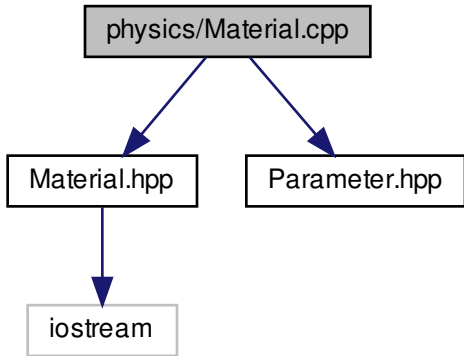 physics/Material.cpp
Material.hpp
Parameter.hpp
iostream